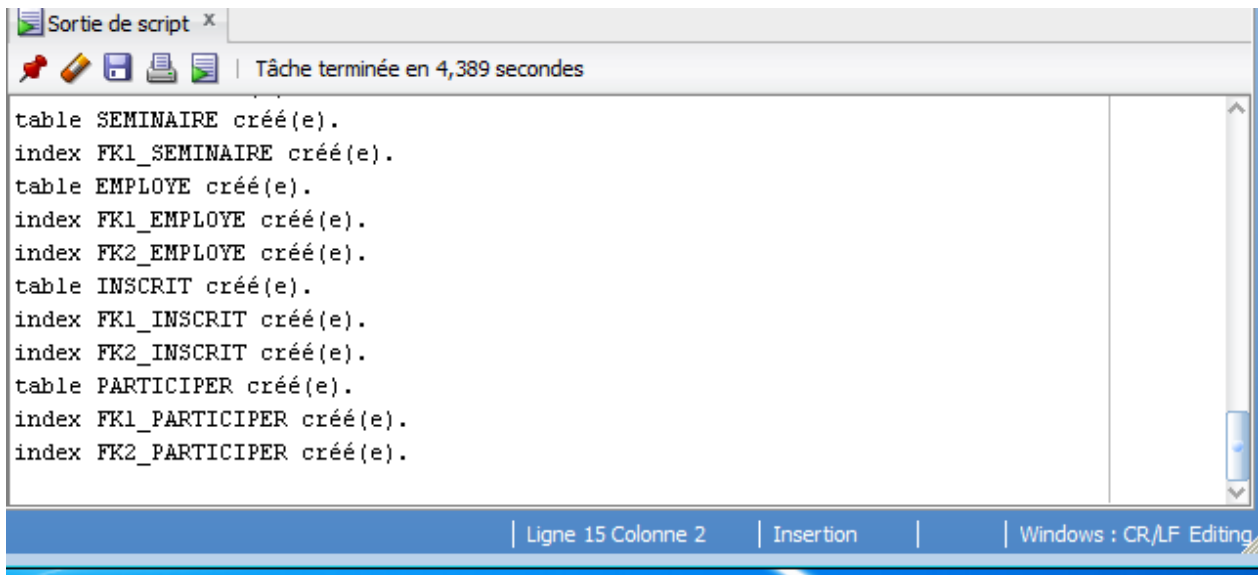 Sortie de script x
Tâche terminée en 4,389 secondes
table SEMINAIRE créé(e).
index FK1_SEMINAIRE créé(e).
table EMPLOYE créé(e).
index FK1_EMPLOYE créé(e).
index FK2_EMPLOYE créé(e).
table INSCRIT créé(e).
index FK1_INSCRIT créé(e).
index FK2_INSCRIT créé(e).
table PARTICIPER créé(e).
index FK1_PARTICIPER créé(e).
index FK2_PARTICIPER créé(e).
Ligne 15 Colonne 2 Insertion Windows : CR/LF Editing